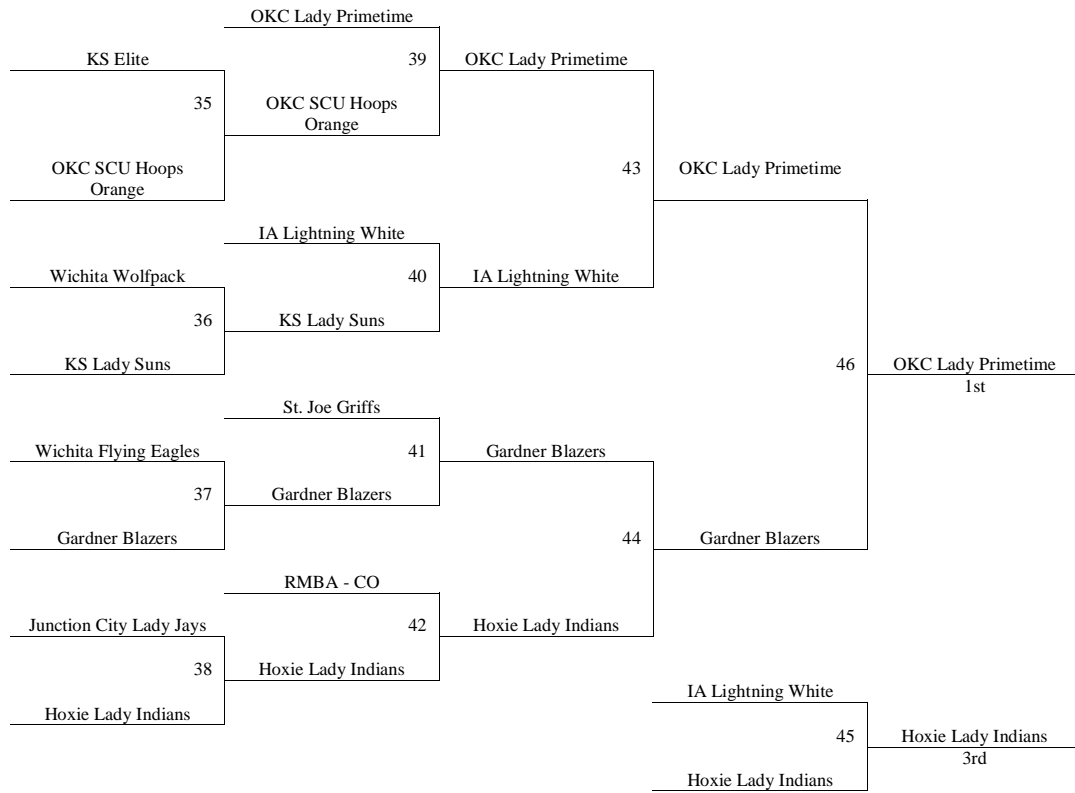 OKC Lady Primetime
KS Elite
39
OKC Lady Primetime
35
OKC SCU Hoops
Orange
OKC SCU Hoops
Orange
43
OKC Lady Primetime
IA Lightning White
Wichita Wolfpack
40
IA Lightning White
36
KS Lady Suns
KS Lady Suns
46
OKC Lady Primetime
1st
St. Joe Griffs
Wichita Flying Eagles
41
Gardner Blazers
37
Gardner Blazers
Gardner Blazers
44
Gardner Blazers
RMBA - CO
Junction City Lady Jays
42
Hoxie Lady Indians
38
Hoxie Lady Indians
Hoxie Lady Indians
IA Lightning White
45
Hoxie Lady Indians
3rd
Hoxie Lady Indians